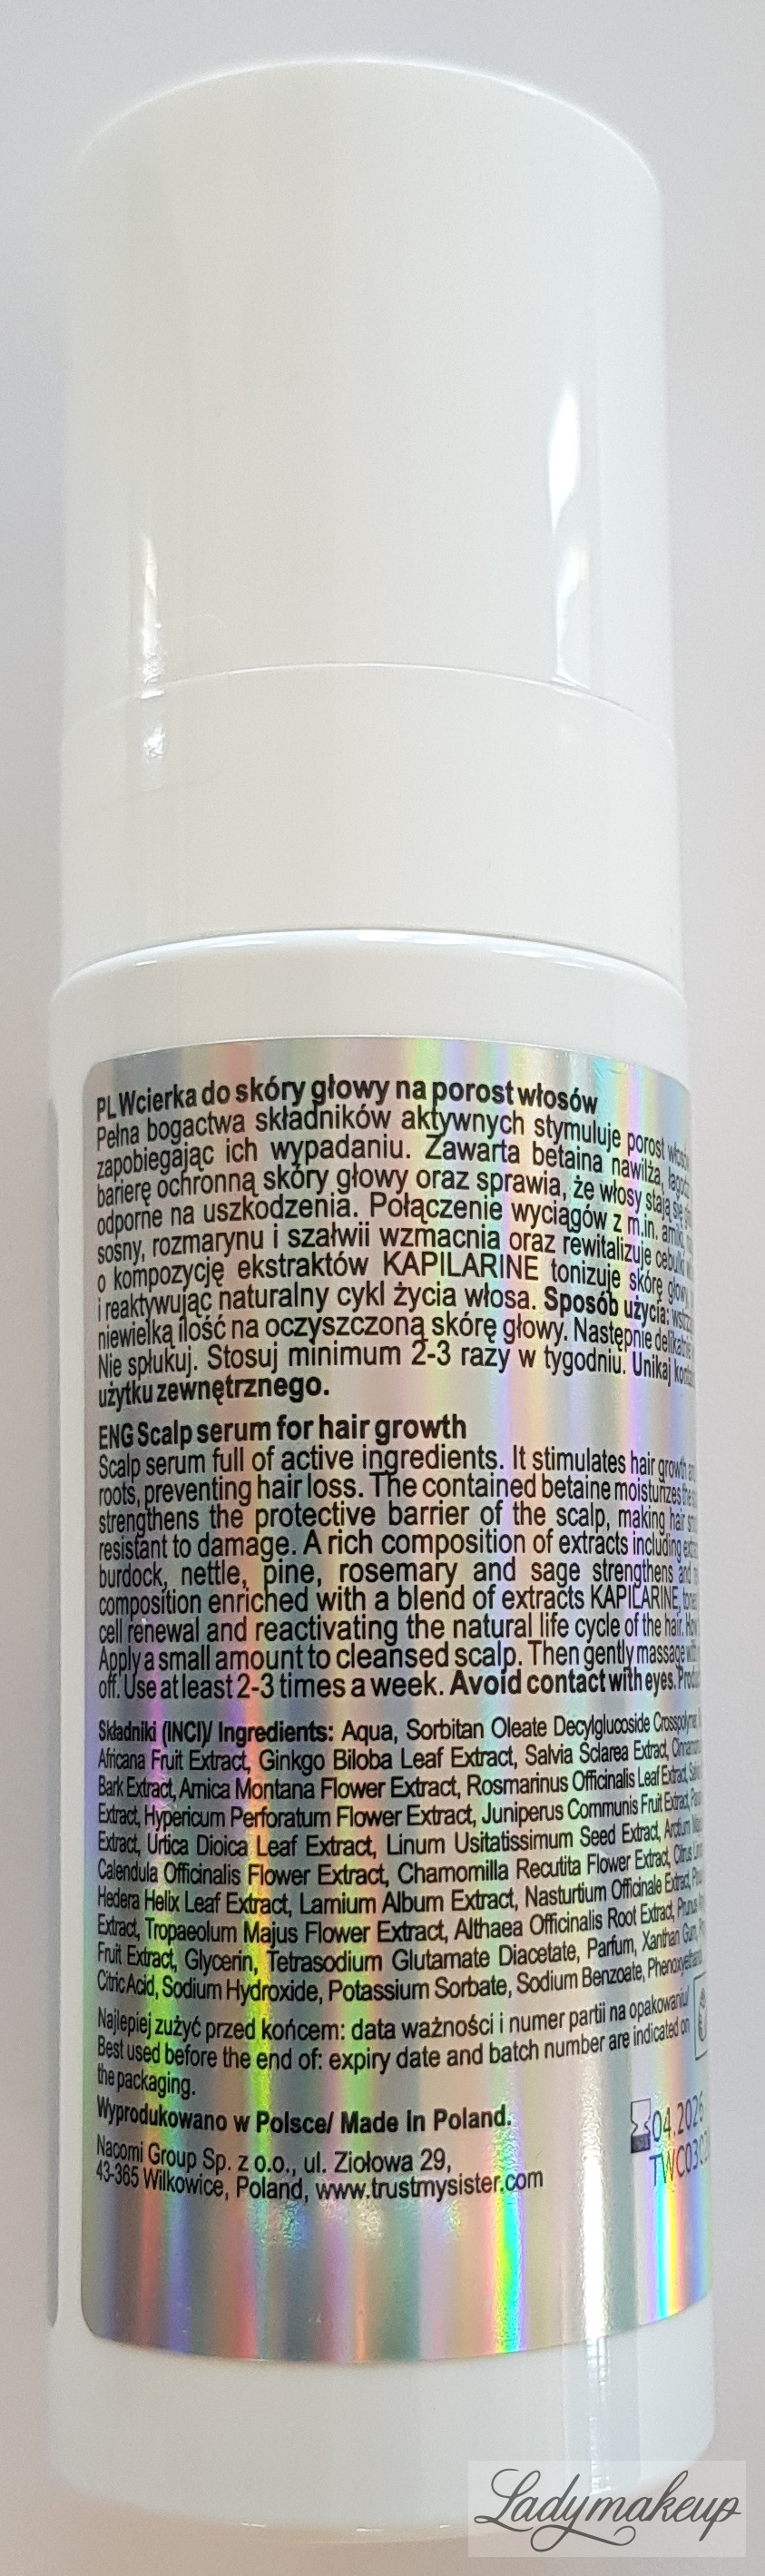 PL Wcierka do skóry głowy na porost włosów
Pełna bogactwa składników aktywnych stymuluje porost
zapobiegając ich wypadaniu. Zawarta betaina nawilża,
barierę ochronną skóry głowy oraz sprawia, że włosy stają się
odporne na uszkodzenia. Połączenie wyciągów z m.in. arniki,
sosny, rozmarynu i szałwii wzmacnia oraz rewitalizuje cebulki
o kompozycję ekstraktów KAPILARINE tonizuje skórę głowy,
i reaktywując naturalny cykl życia włosa. Sposób użycia:
niewielką ilość na oczyszczoną skórę głowy. Następnie
Nie spłukuj. Stosuj minimum 2-3 razy w tygodniu. Unikaj
użytku zewnętrznego.
ENG Scalp serum for hair growth
Scalp serum full of active ingredients. It stimulates hair growth
roots, preventing hair loss. The contained betaine moisturizes the
strengthens the protective barrier of the scalp, making hair
resistant to damage. A rich composition of extracts including
burdock, nettle, pine, rosemary and sage strengthens and
composition enriched with a blend of extracts KAPILARINE,
cell renewal and reactivating the natural life cycle of the hair.
Apply a small amount to cleansed scalp. Then gently massage
off. Use at least 2-3 times a week. Avoid contact with eyes.
Składniki (INCI)/ Ingredients: Aqua, Sorbitan Oleate Decylglucoside Crosspolymer,
Africana Fruit Extract, Ginkgo Biloba Leaf Extract, Salvia Sclarea Extract,
Bark Extract, Arnica Montana Flower Extract, Rosmarinus Officinalis Leaf Extract,
Extract, Hypericum Perforatum Flower Extract, Juniperus Communis Fruit Extract,
Extract, Urtica Dioica Leaf Extract, Linum Usitatissimum Seed Extract, Arctium
Calendula Officinalis Flower Extract, Chamomilla Recutita Flower Extract, Citrus
Hedera Helix Leaf Extract, Lamium Album Extract, Nasturtium Officinale Extract,
Extract, Tropaeolum Majus Flower Extract, Althaea Officinalis Root Extract, Prunus
Fruit Extract, Glycerin, Tetrasodium Glutamate Diacetate, Parfum, Xanthan Gum,
Citric Acid, Sodium Hydroxide, Potassium Sorbate, Sodium Benzoate,
Najlepiej zużyć przed końcem: data ważności i numer partii na opakowaniu/
Best used before the end of: expiry date and batch number are indicated on
the packaging.
Wyprodukowano w Polsce/ Made In Poland.
Nacomi Group Sp. z o.o., ul. Ziołowa 29,
43-365 Wilkowice, Poland, www.trustmysister.com
04.2026
Ladymakeup